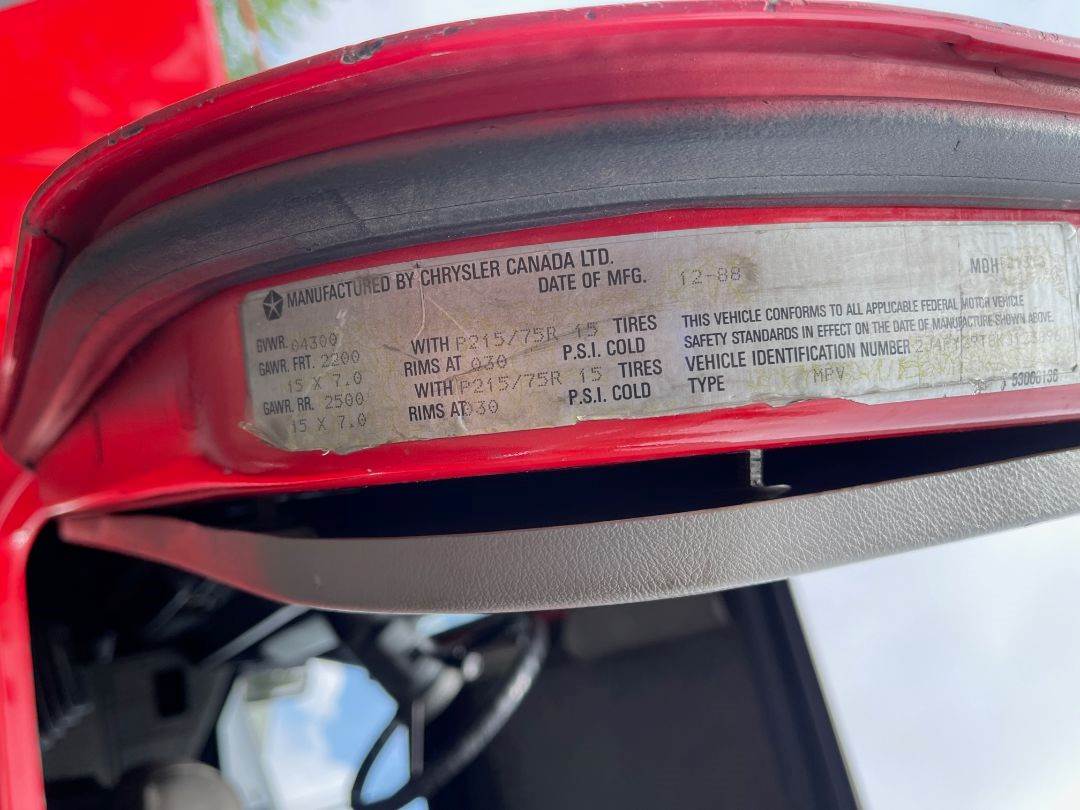 MANUFACTURED BY CHRYSLER CANADA LTD.
DATE OF MFG. 12-88
MDH
GVWR. 04300
GAWR. FRT. 2200 WITH P215/75R 15 TIRES
15 X 7.0 RIMS AT 030 P.S.I. COLD
GAWR. RR. 2500 WITH P215/75R 15 TIRES
15 X 7.0 RIMS AT 030 P.S.I. COLD
THIS VEHICLE CONFORMS TO ALL APPLICABLE FEDERAL MOTOR VEHICLE
SAFETY STANDARDS IN EFFECT ON THE DATE OF MANUFACTURE SHOWN ABOVE.
VEHICLE IDENTIFICATION NUMBER
TYPE MPV